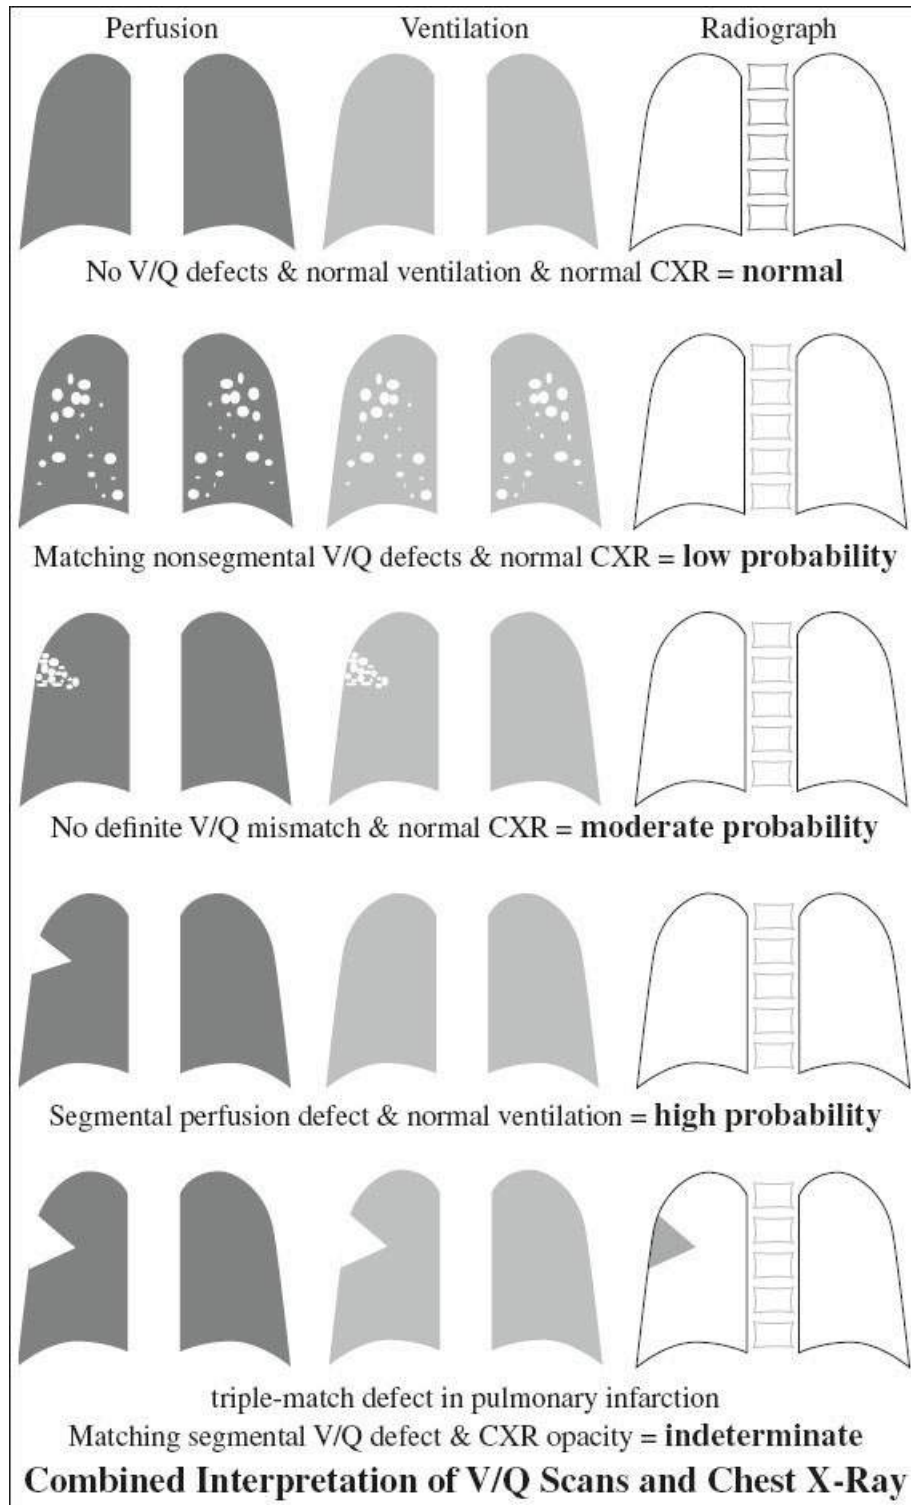 Perfusion Ventilation Radiograph
No V/Q defects & normal ventilation & normal CXR = normal
Matching nonsegmental V/Q defects & normal CXR = low probability
No definite V/Q mismatch & normal CXR = moderate probability
Segmental perfusion defect & normal ventilation = high probability
triple-match defect in pulmonary infarction
Matching segmental V/Q defect & CXR opacity = indeterminate
Combined Interpretation of V/Q Scans and Chest X-Ray